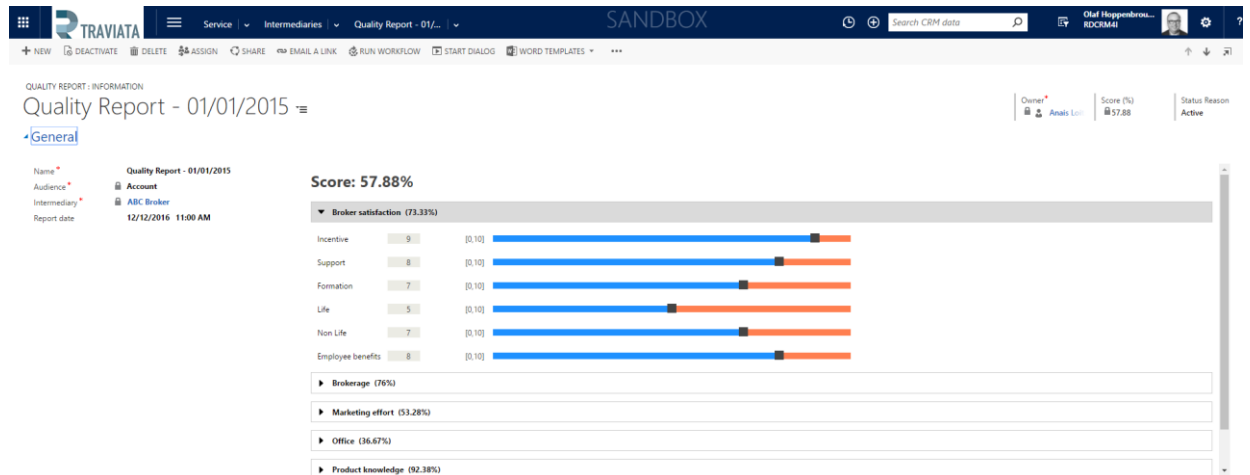 TRAVIATA
Service
Intermediaries
Quality Report - 01/...
SANDBOX
Search CRM data
Olaf Hoppenbrou...
RDCRM4I
?
+ NEW
DEACTIVATE
DELETE
ASSIGN
SHARE
EMAIL A LINK
RUN WORKFLOW
START DIALOG
WORD TEMPLATES
...
QUALITY REPORT : INFORMATION
Quality Report - 01/01/2015
Owner*
Anais Loi
Score (%)
57.88
Status Reason
Active
General
Name* Quality Report - 01/01/2015
Audience* Account
Intermediary* ABC Broker
Report date 12/12/2016 11:00 AM
Score: 57.88%
Broker satisfaction (73.33%)
Incentive 9 [0,10]
Support 8 [0,10]
Formation 7 [0,10]
Life 5 [0,10]
Non Life 7 [0,10]
Employee benefits 8 [0,10]
Brokerage (76%)
Marketing effort (53.28%)
Office (36.67%)
Product knowledge (92.38%)